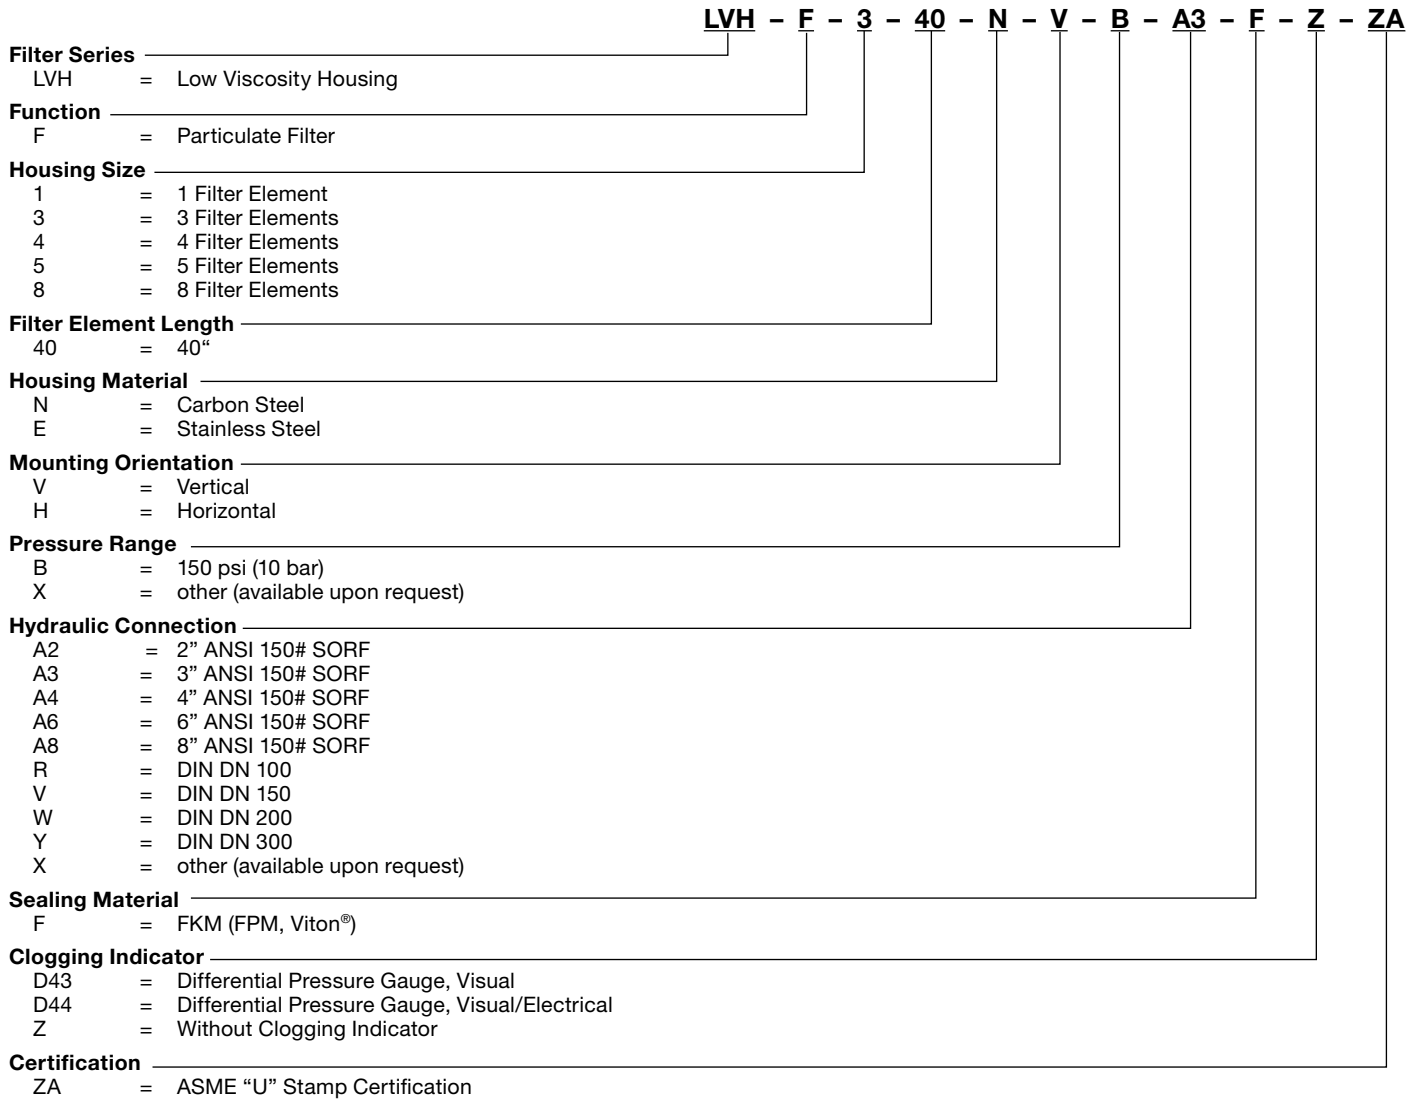 LVH – F – 3 – 40 – N – V – B – A3 – F – Z – ZA
Filter Series
LVH = Low Viscosity Housing
Function
F = Particulate Filter
Housing Size
1 = 1 Filter Element
3 = 3 Filter Elements
4 = 4 Filter Elements
5 = 5 Filter Elements
8 = 8 Filter Elements
Filter Element Length
40 = 40“
Housing Material
N = Carbon Steel
E = Stainless Steel
Mounting Orientation
V = Vertical
H = Horizontal
Pressure Range
B = 150 psi (10 bar)
X = other (available upon request)
Hydraulic Connection
A2 = 2” ANSI 150# SORF
A3 = 3” ANSI 150# SORF
A4 = 4” ANSI 150# SORF
A6 = 6” ANSI 150# SORF
A8 = 8” ANSI 150# SORF
R = DIN DN 100
V = DIN DN 150
W = DIN DN 200
Y = DIN DN 300
X = other (available upon request)
Sealing Material
F = FKM (FPM, Viton®)
Clogging Indicator
D43 = Differential Pressure Gauge, Visual
D44 = Differential Pressure Gauge, Visual/Electrical
Z = Without Clogging Indicator
Certification
ZA = ASME “U” Stamp Certification